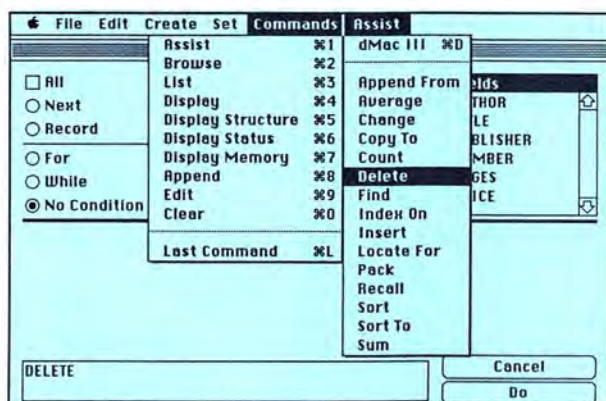 File Edit Create Set Commands Assist
All
Next
Record
For
While
No Condition
Assist ⌘1
Browse ⌘2
List ⌘3
Display ⌘4
Display Structure ⌘5
Display Status ⌘6
Display Memory ⌘7
Append ⌘8
Edit ⌘9
Clear ⌘0
Last Command ⌘L
dMac III ⌘D
Append From
Average
Change
Copy To
Count
Delete
Find
Index On
Insert
Locate For
Pack
Recall
Sort
Sort To
Sum
elds
THOR
LE
BLISHER
MBER
GES
ICE
DELETE
Cancel
Do